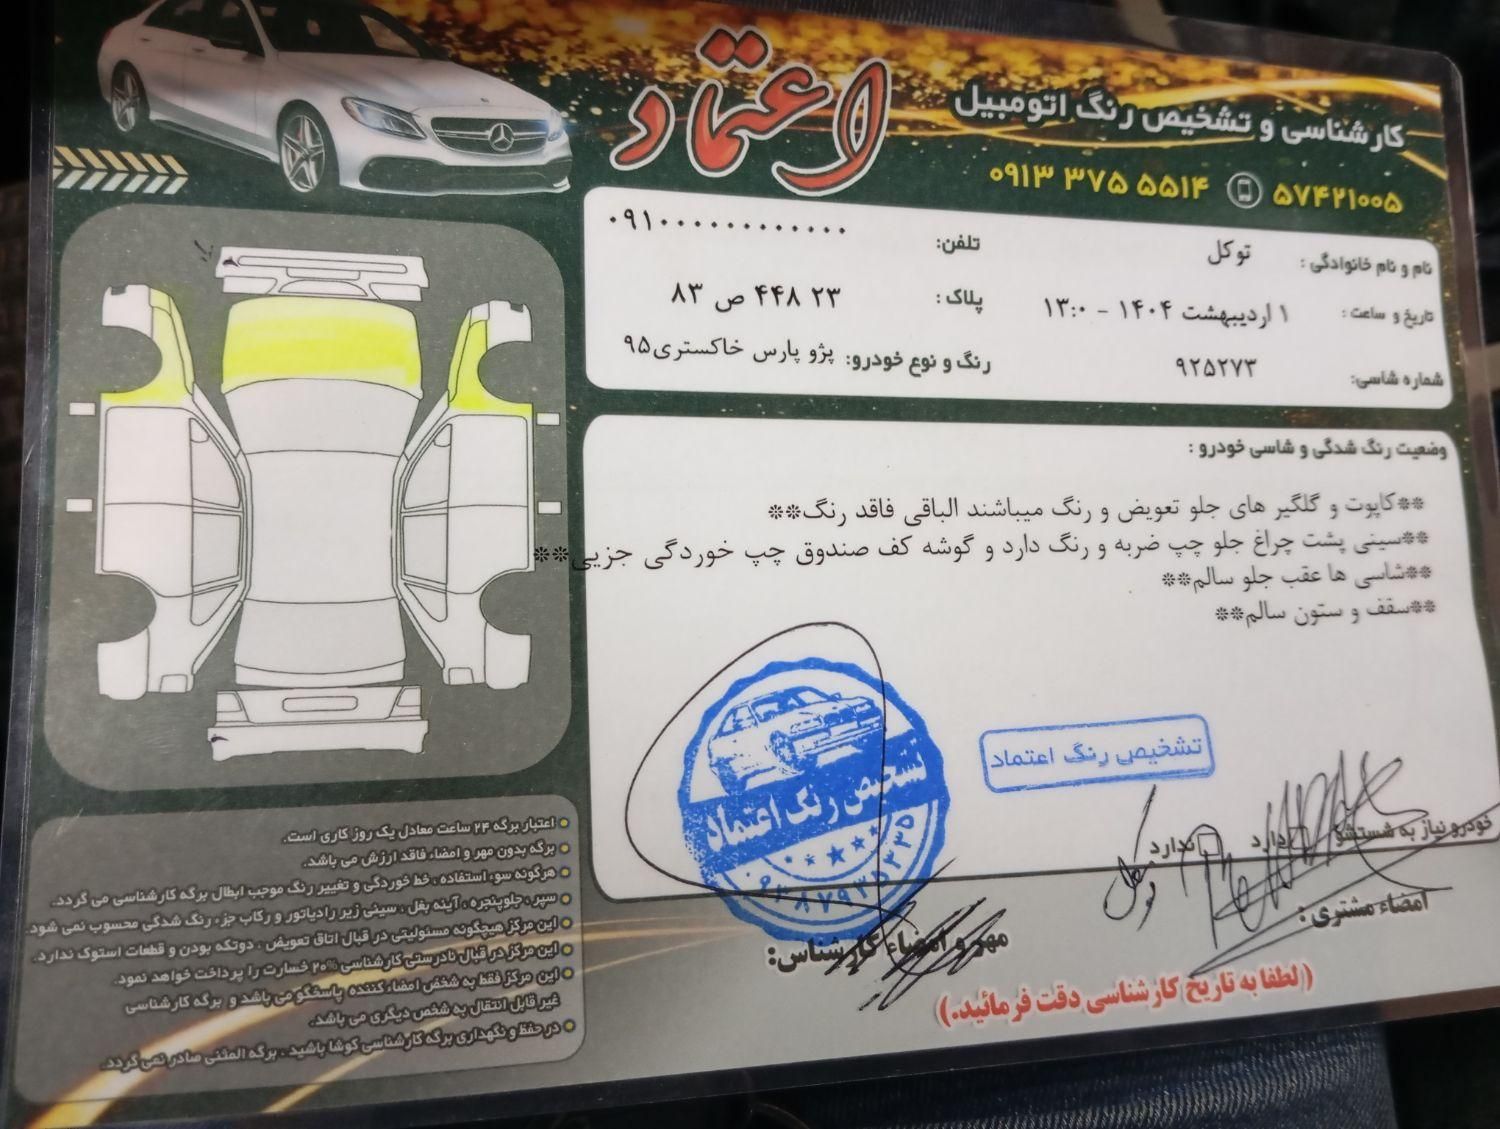 اعتماد
کارشناسی و تشخیص رنگ اتومبیل
۵۷۴۲۱۰۰۵ ۰۹۱۳ ۳۷۵ ۵۵۱۴
نام و نام خانوادگی: توکل تلفن: ۰۹۱۰۰۰۰۰۰۰۰۰۰۰۰
تاریخ و ساعت: ۱ اردیبهشت ۱۴۰۴ - ۱۳:۰ پلاک: ۸۳ ص ۴۴۸ ۲۳
شماره شاسی: ۹۲۵۲۷۳ رنگ و نوع خودرو: پژو پارس خاکستری۹۵
وضعیت رنگ شدگی و شاسی خودرو:
**کاپوت و گلگیر های جلو تعویض و رنگ میباشند الباقی فاقد رنگ**
**سینی پشت چراغ جلو چپ ضربه و رنگ دارد و گوشه کف صندوق چپ خوردگی جزیی**
**شاسی ها عقب جلو سالم**
**سقف و ستون سالم**
تشخیص رنگ اعتماد
تشخیص رنگ اعتماد
خودرو نیاز به شستشو دارد ندارد
امضاء مشتری:
مهر و امضاء کارشناس:
(لطفا به تاریخ کارشناسی دقت فرمائید.)
اعتبار برگه ۲۴ ساعت معادل یک روز کاری است.
برگه بدون مهر و امضاء فاقد ارزش می باشد.
هرگونه سوء استفاده ، خط خوردگی و تغییر رنگ موجب ابطال برگه کارشناسی می گردد.
سپر ، جلوپنجره ، آینه بغل ، سینی زیر رادیاتور و رکاب جزء رنگ شدگی محسوب نمی شود.
این مرکز هیچگونه مسئولیتی در قبال اتاق تعویض ، دوتکه بودن و قطعات استوک ندارد.
این مرکز در قبال نادرستی کارشناسی ۲۰% خسارت را پرداخت خواهد نمود.
این مرکز فقط به شخص امضاء کننده پاسخگو می باشد و برگه کارشناسی
غیر قابل انتقال به شخص دیگری می باشد.
در حفظ و نگهداری برگه کارشناسی کوشا باشید ، برگه المثنی صادر نمی گردد.